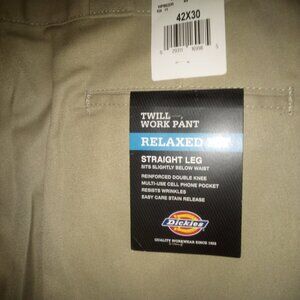 42X30
TWILL
WORK PANT
RELAXED
STRAIGHT LEG
SITS SLIGHTLY BELOW WAIST
REINFORCED DOUBLE KNEE
MULTI-USE CELL PHONE POCKET
RESISTS WRINKLES
EASY CARE STAIN RELEASE
Dickies
QUALITY WORKWEAR SINCE 1922